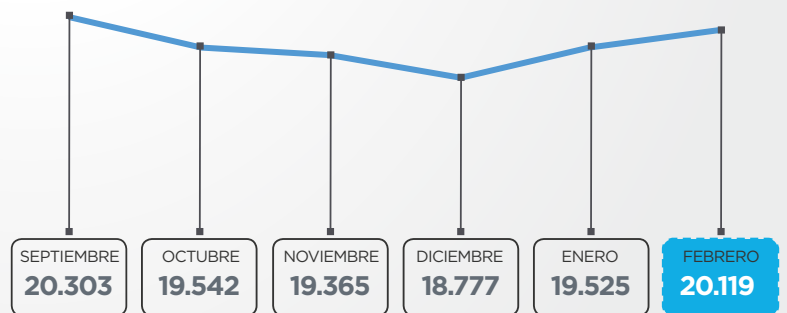 SEPTIEMBRE
20.303
OCTUBRE
19.542
NOVIEMBRE
19.365
DICIEMBRE
18.777
ENERO
19.525
FEBRERO
20.119